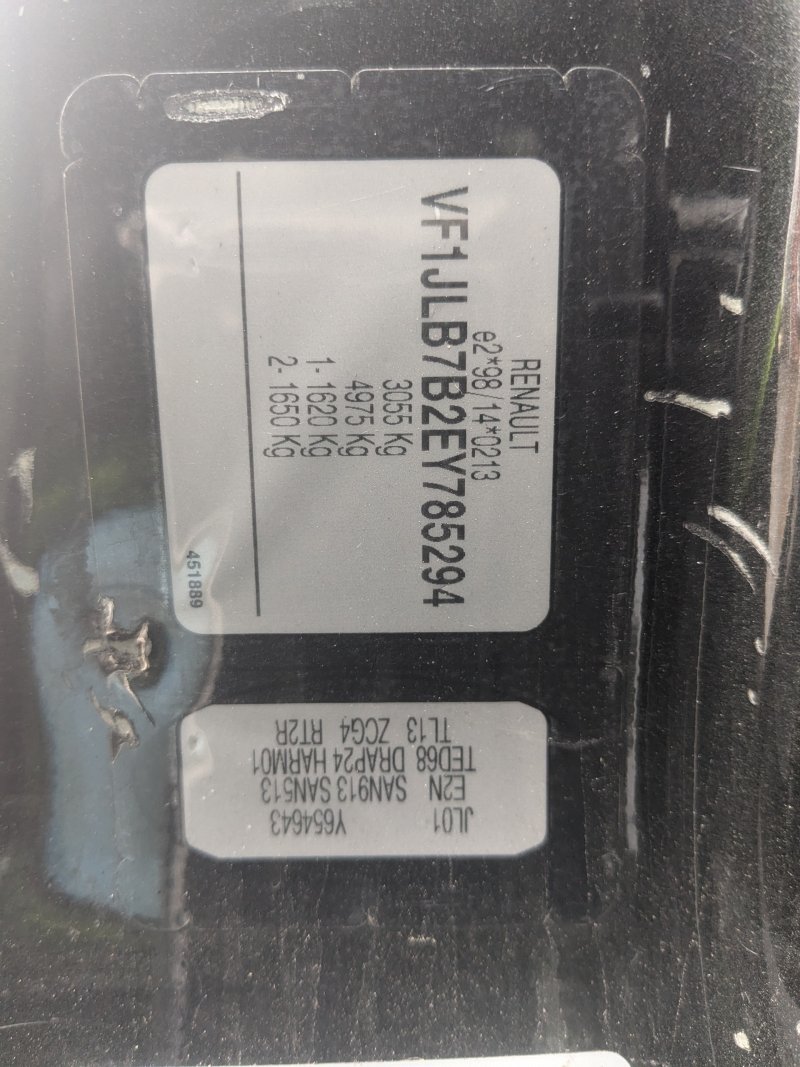 RENAULT
e2*98/14*0213
VF1JLB7B2EY785294
3055 Kg
4975 Kg
1- 1620 Kg
2- 1650 Kg
451889
JL01 Y654643
E2N SAN913 SAN513
TED68 DRAP24 HARM01
TL13 ZCG4 RT2R